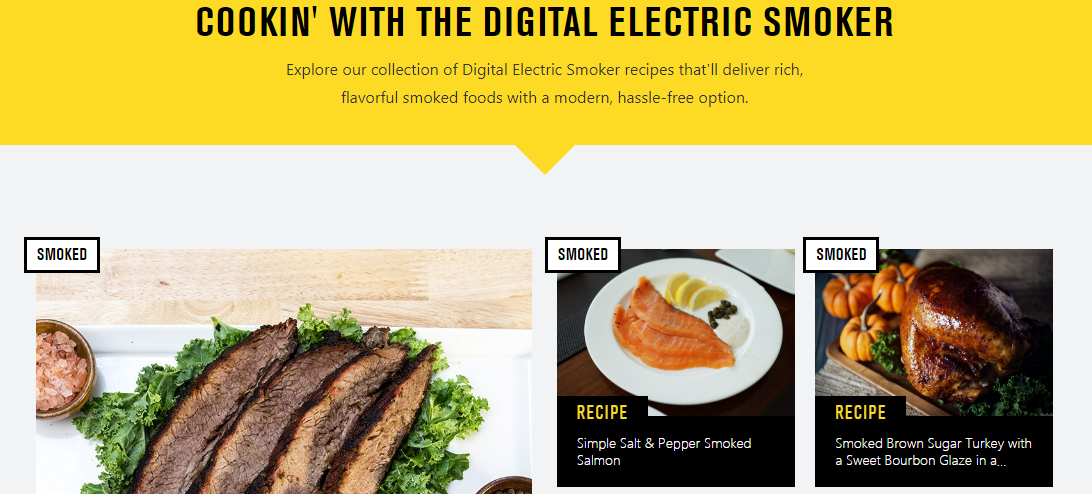 COOKIN' WITH THE DIGITAL ELECTRIC SMOKER
Explore our collection of Digital Electric Smoker recipes that'll deliver rich,
flavorful smoked foods with a modern, hassle-free option.
SMOKED
SMOKED
SMOKED
RECIPE
Simple Salt & Pepper Smoked
Salmon
RECIPE
Smoked Brown Sugar Turkey with
a Sweet Bourbon Glaze in a...